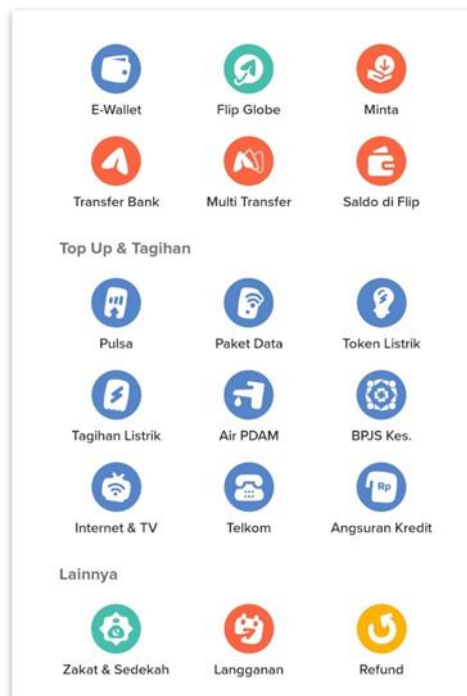 E-Wallet Flip Globe Minta
Transfer Bank Multi Transfer Saldo di Flip
Top Up & Tagihan
Pulsa Paket Data Token Listrik
Tagihan Listrik Air PDAM BPJS Kes.
Rp
Internet & TV Telkom Angsuran Kredit
Lainnya
Zakat & Sedekah Langganan Refund